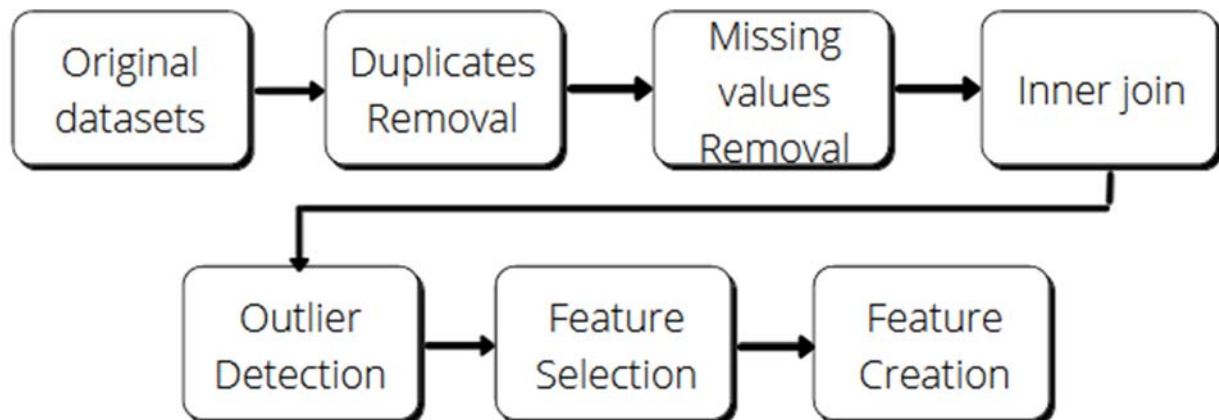 Original
datasets
Duplicates
Removal
Missing
values
Removal
Inner join
Outlier
Detection
Feature
Selection
Feature
Creation